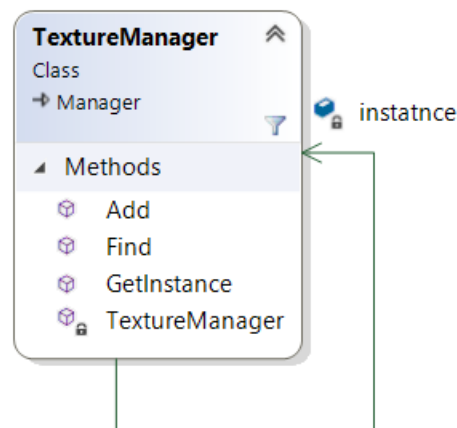 TextureManager
Class
Manager
instatnce
Methods
Add
Find
GetInstance
TextureManager